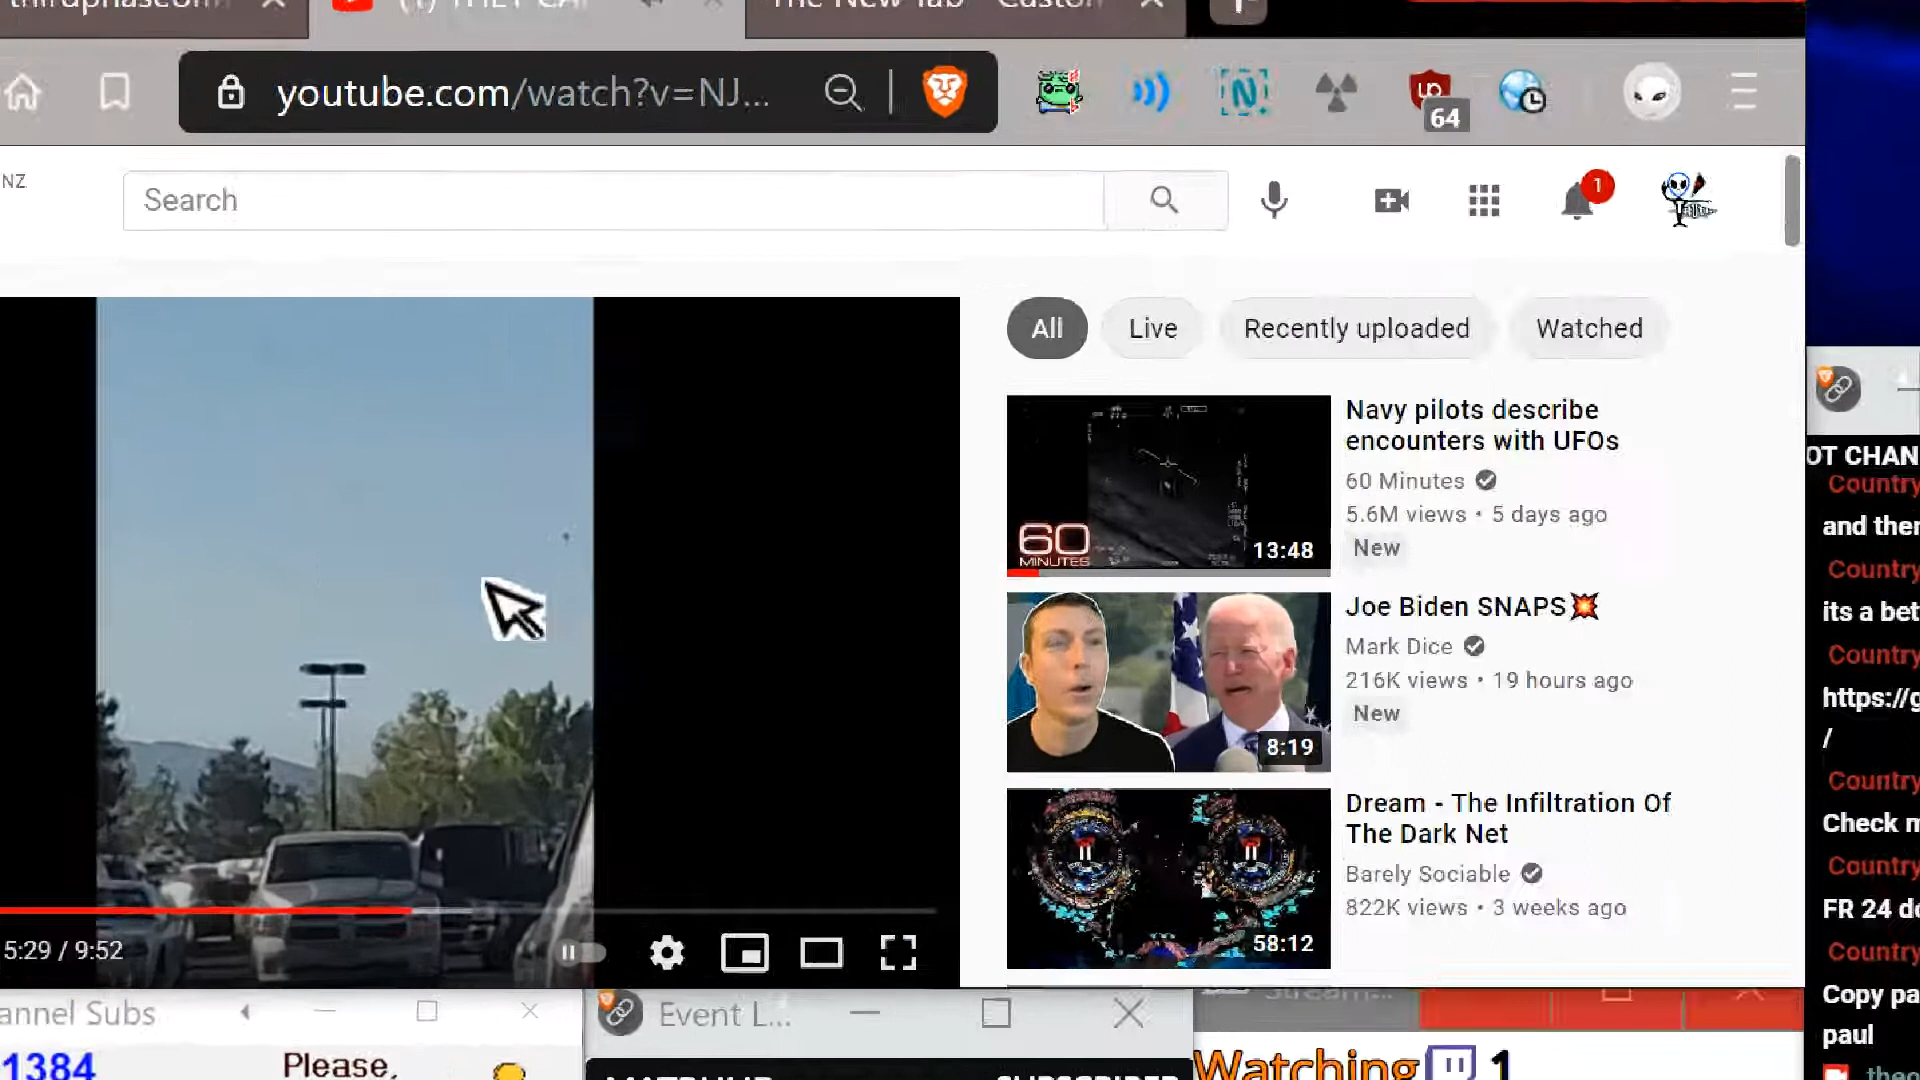 youtube.com/watch?v=NJ...
64
NZ
Search
1
All
Live
Recently uploaded
Watched
Navy pilots describe
encounters with UFOs
60 Minutes
5.6M views • 5 days ago
New
60
MINUTES
13:48
Joe Biden SNAPS💥
Mark Dice
216K views • 19 hours ago
New
8:19
Dream - The Infiltration Of
The Dark Net
Barely Sociable
822K views • 3 weeks ago
58:12
5:29 / 9:52
annel Subs
1384
Please,
Event L...
Watching
1
OT CHAN
Country
and ther
Country
its a bet
Country
https://g
/
Country
Check m
Country
FR 24 do
Country
Copy pa
paul